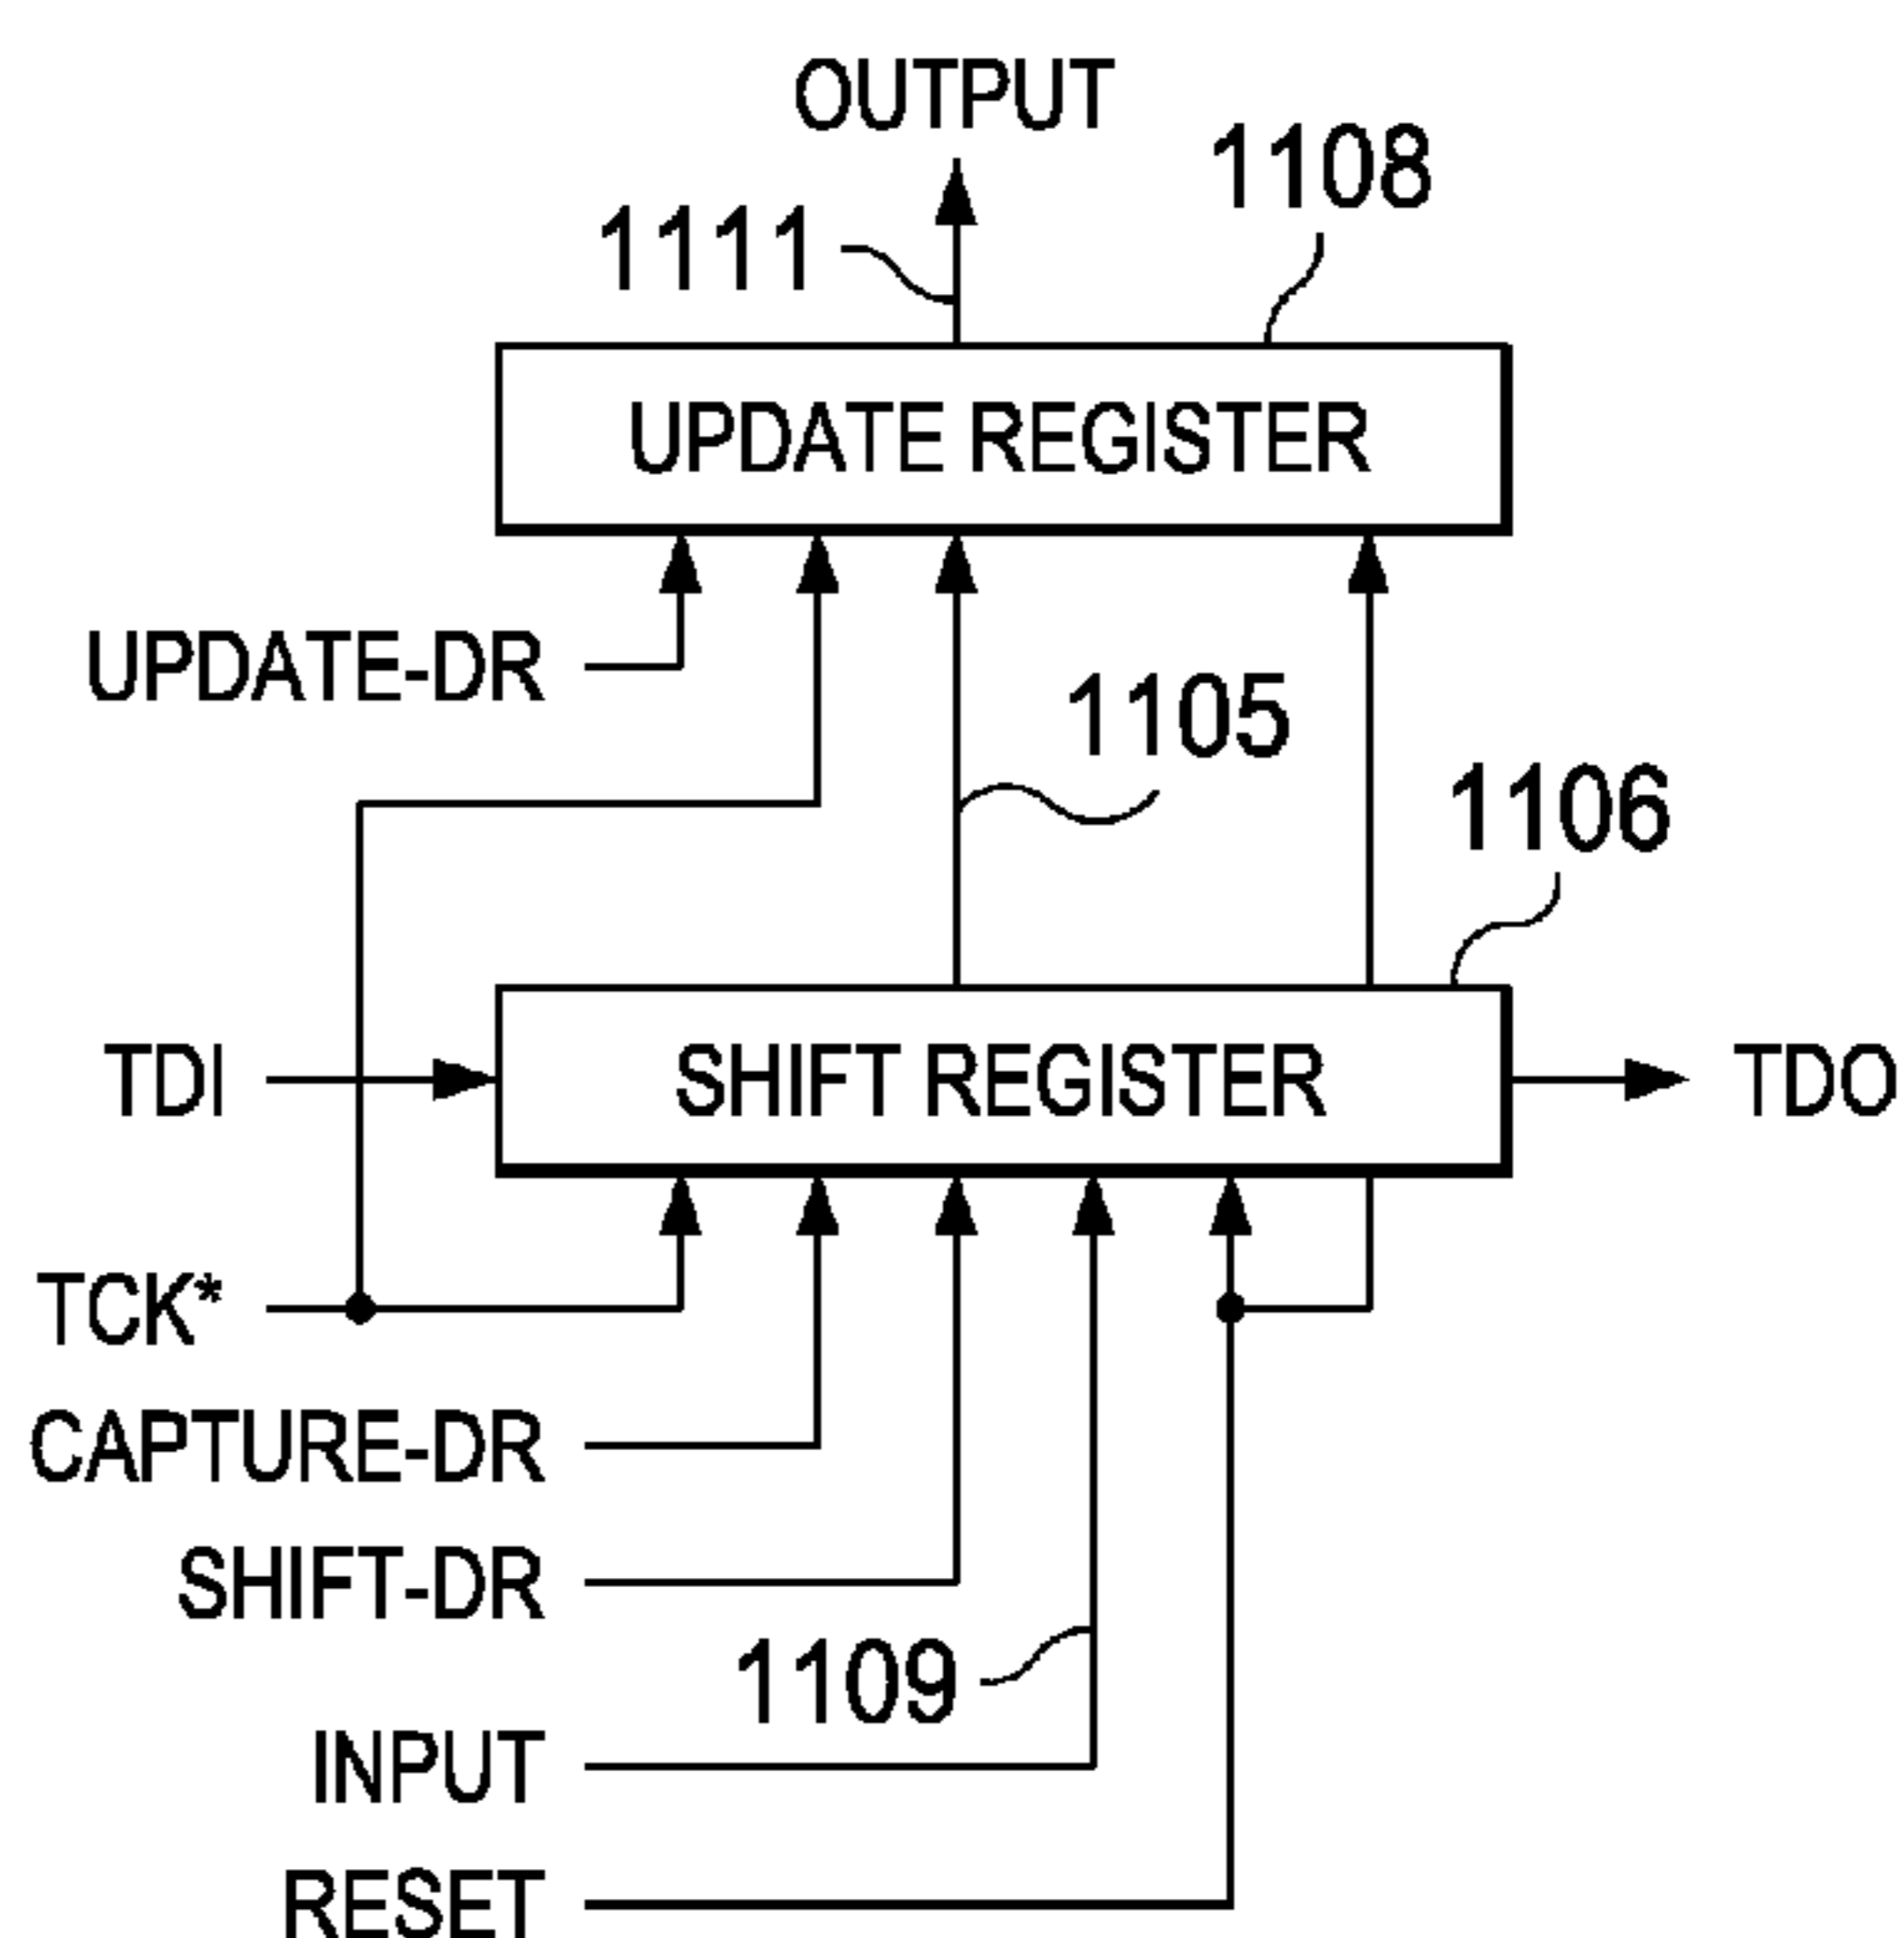 OUTPUT
1108
1111
UPDATE REGISTER
UPDATE-DR
1105
1106
TDI
SHIFT REGISTER
TDO
TCK*
CAPTURE-DR
SHIFT-DR
1109
INPUT
RESET